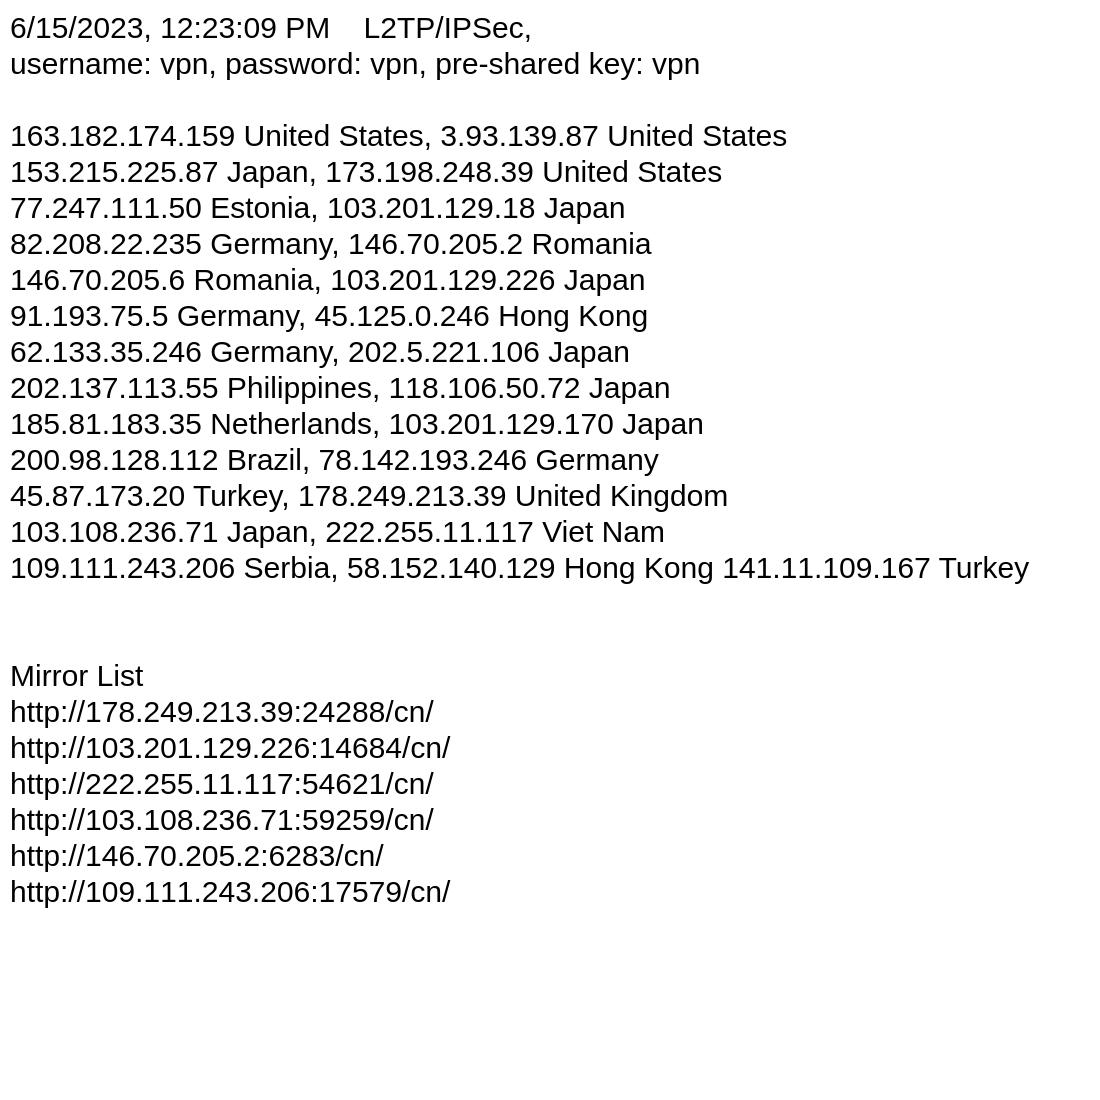 6/15/2023, 12:23:09 PM    L2TP/IPSec,
username: vpn, password: vpn, pre-shared key: vpn
163.182.174.159 United States, 3.93.139.87 United States
153.215.225.87 Japan, 173.198.248.39 United States
77.247.111.50 Estonia, 103.201.129.18 Japan
82.208.22.235 Germany, 146.70.205.2 Romania
146.70.205.6 Romania, 103.201.129.226 Japan
91.193.75.5 Germany, 45.125.0.246 Hong Kong
62.133.35.246 Germany, 202.5.221.106 Japan
202.137.113.55 Philippines, 118.106.50.72 Japan
185.81.183.35 Netherlands, 103.201.129.170 Japan
200.98.128.112 Brazil, 78.142.193.246 Germany
45.87.173.20 Turkey, 178.249.213.39 United Kingdom
103.108.236.71 Japan, 222.255.11.117 Viet Nam
109.111.243.206 Serbia, 58.152.140.129 Hong Kong 141.11.109.167 Turkey
Mirror List
http://178.249.213.39:24288/cn/
http://103.201.129.226:14684/cn/
http://222.255.11.117:54621/cn/
http://103.108.236.71:59259/cn/
http://146.70.205.2:6283/cn/
http://109.111.243.206:17579/cn/